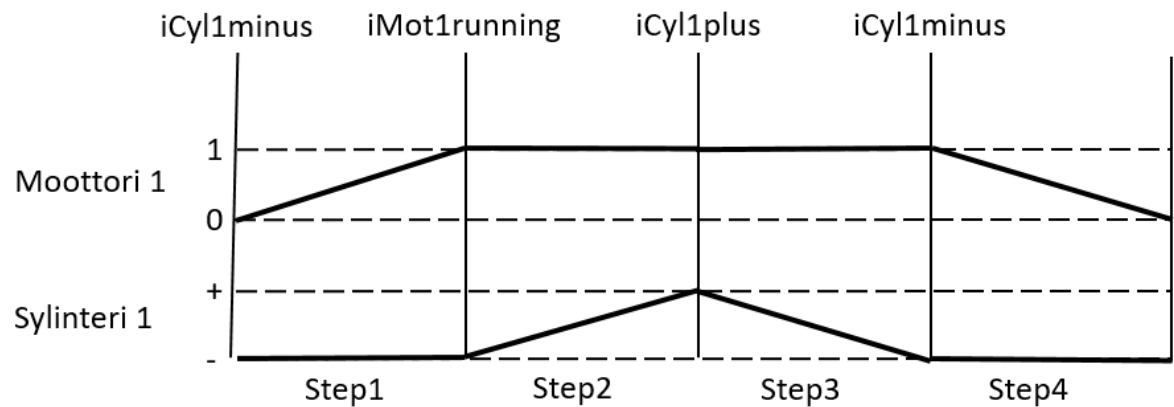 iCyl1minus iMot1running iCyl1plus iCyl1minus
1
Moottori 1
0
+
Sylinteri 1
-
Step1 Step2 Step3 Step4